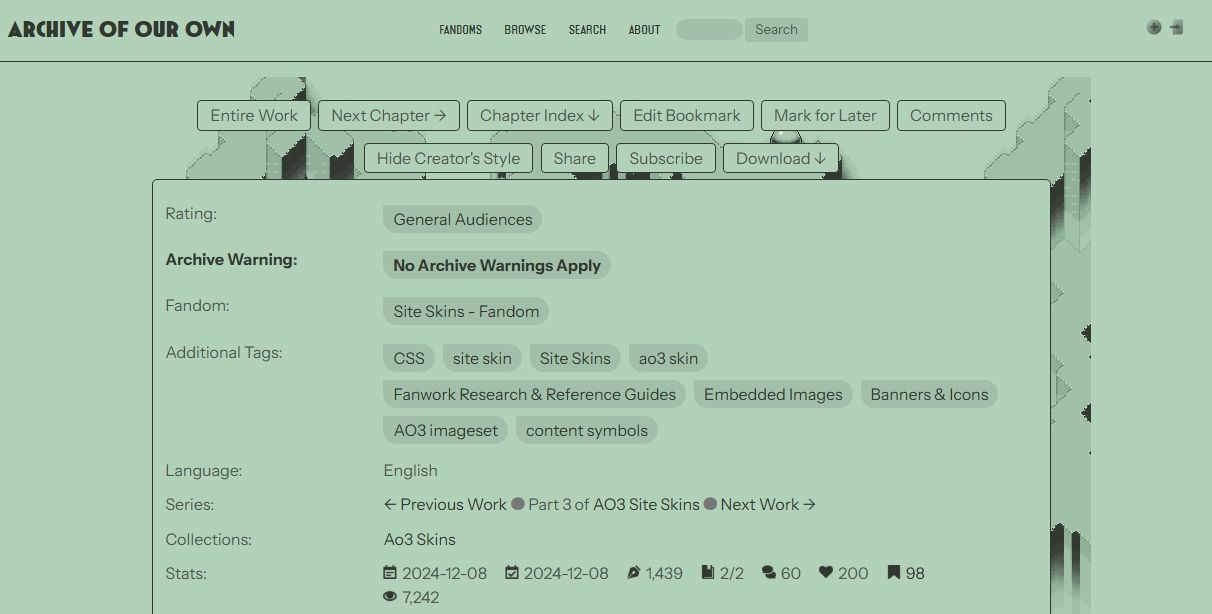 ARCHIVE OF OUR OWN FANDOMS BROWSE SEARCH ABOUT Search
Entire Work Next Chapter → Chapter Index ↓ Edit Bookmark Mark for Later Comments
Hide Creator's Style Share Subscribe Download ↓
Rating: General Audiences
Archive Warning: No Archive Warnings Apply
Fandom: Site Skins - Fandom
Additional Tags: CSS site skin Site Skins ao3 skin
Fanwork Research & Reference Guides Embedded Images Banners & Icons
AO3 imageset content symbols
Language: English
Series: ← Previous Work Part 3 of AO3 Site Skins Next Work →
Collections: Ao3 Skins
Stats: 2024-12-08 2024-12-08 1,439 2/2 60 200 98
7,242